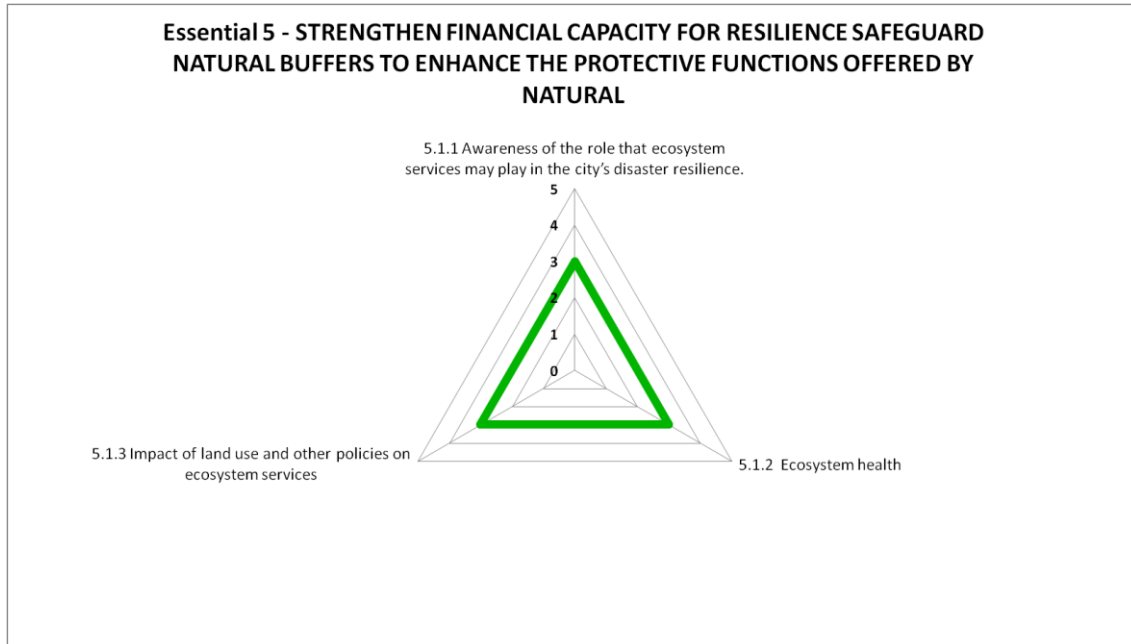 Essential 5 - STRENGTHEN FINANCIAL CAPACITY FOR RESILIENCE SAFEGUARD
NATURAL BUFFERS TO ENHANCE THE PROTECTIVE FUNCTIONS OFFERED BY
NATURAL
5.1.1 Awareness of the role that ecosystem
services may play in the city's disaster resilience.
5
4
3
2
1
0
5.1.3 Impact of land use and other policies on
ecosystem services
5.1.2 Ecosystem health